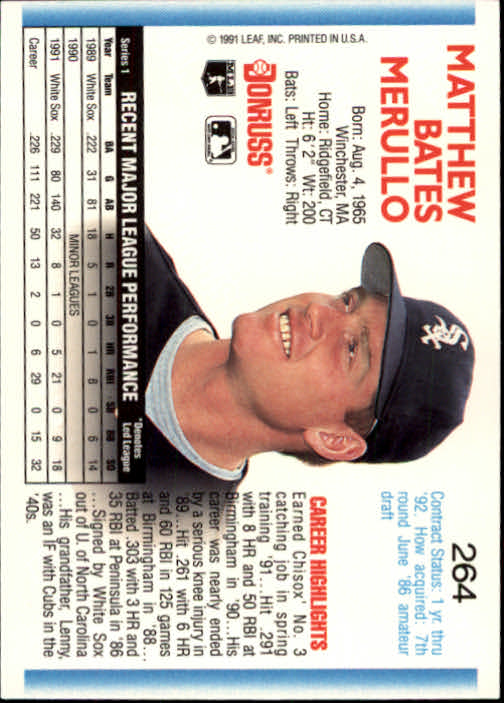 MATTHEW
BATES
MERULLO
264
Born: Aug. 4, 1965
Winchester, MA
Home: Ridgefield, CT
Ht: 6'2" Wt: 200
Bats: Left Throws: Right
DONRUSS®
MLB
© 1991 LEAF, INC. PRINTED IN U.S.A.
Contract Status: 1 yr. thru
'92. How acquired: 7th
round June '86 amateur
draft
CAREER HIGHLIGHTS
Earned Chisox' No. 3
catching job in spring
training '91...Hit .291
with 8 HR and 50 RBI at
Birmingham in '90...His
career was nearly ended
by a serious knee injury in
'89...Hit .261 with 6 HR
and 60 RBI in 125 games
at Birmingham in '88...
Batted .303 with 3 HR and
35 RBI at Peninsula in '86
...Signed by White Sox
out of U. of North Carolina
...His grandfather, Lenny,
was an IF with Cubs in the
'40s.
Series 1 RECENT MAJOR LEAGUE PERFORMANCE *Denotes
Led League
Year Team BA G AB H R 2B 3B HR RBI SB BB SO
1989 White Sox .222 31 81 18 5 1 0 1 8 0 6 14
1990 MINOR LEAGUES
1991 White Sox .229 80 140 32 8 1 0 5 21 0 9 18
Career .226 111 221 50 13 2 0 6 29 0 15 32